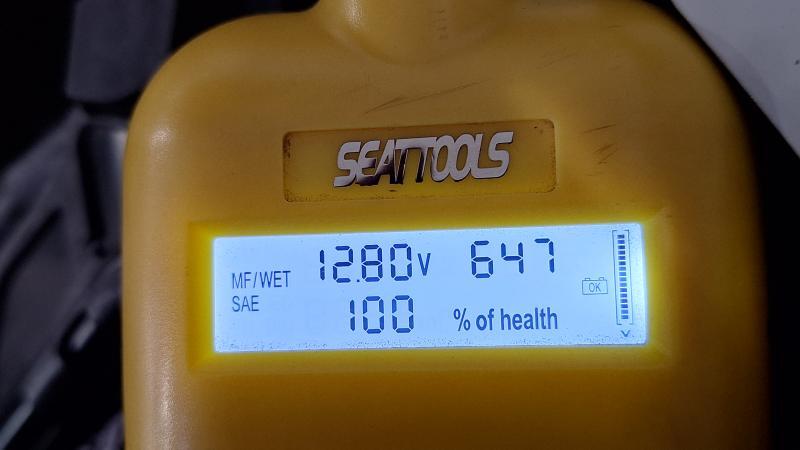 SEATTOOLS
MF/WET 12.80V 647
SAE 100 % of health
OK